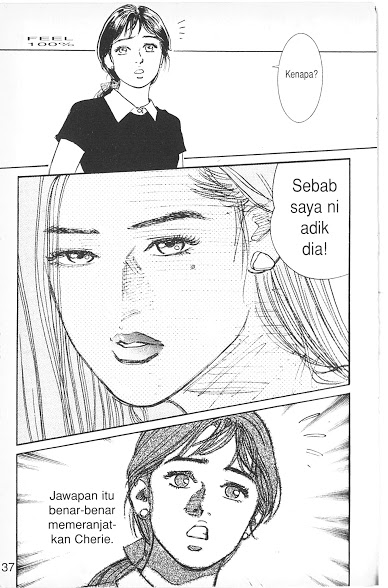 FEEL
100%
Kenapa?
Sebab
saya ni
adik
dia!
Jawapan itu
benar-benar
memeranjat-
kan Cherie.
37